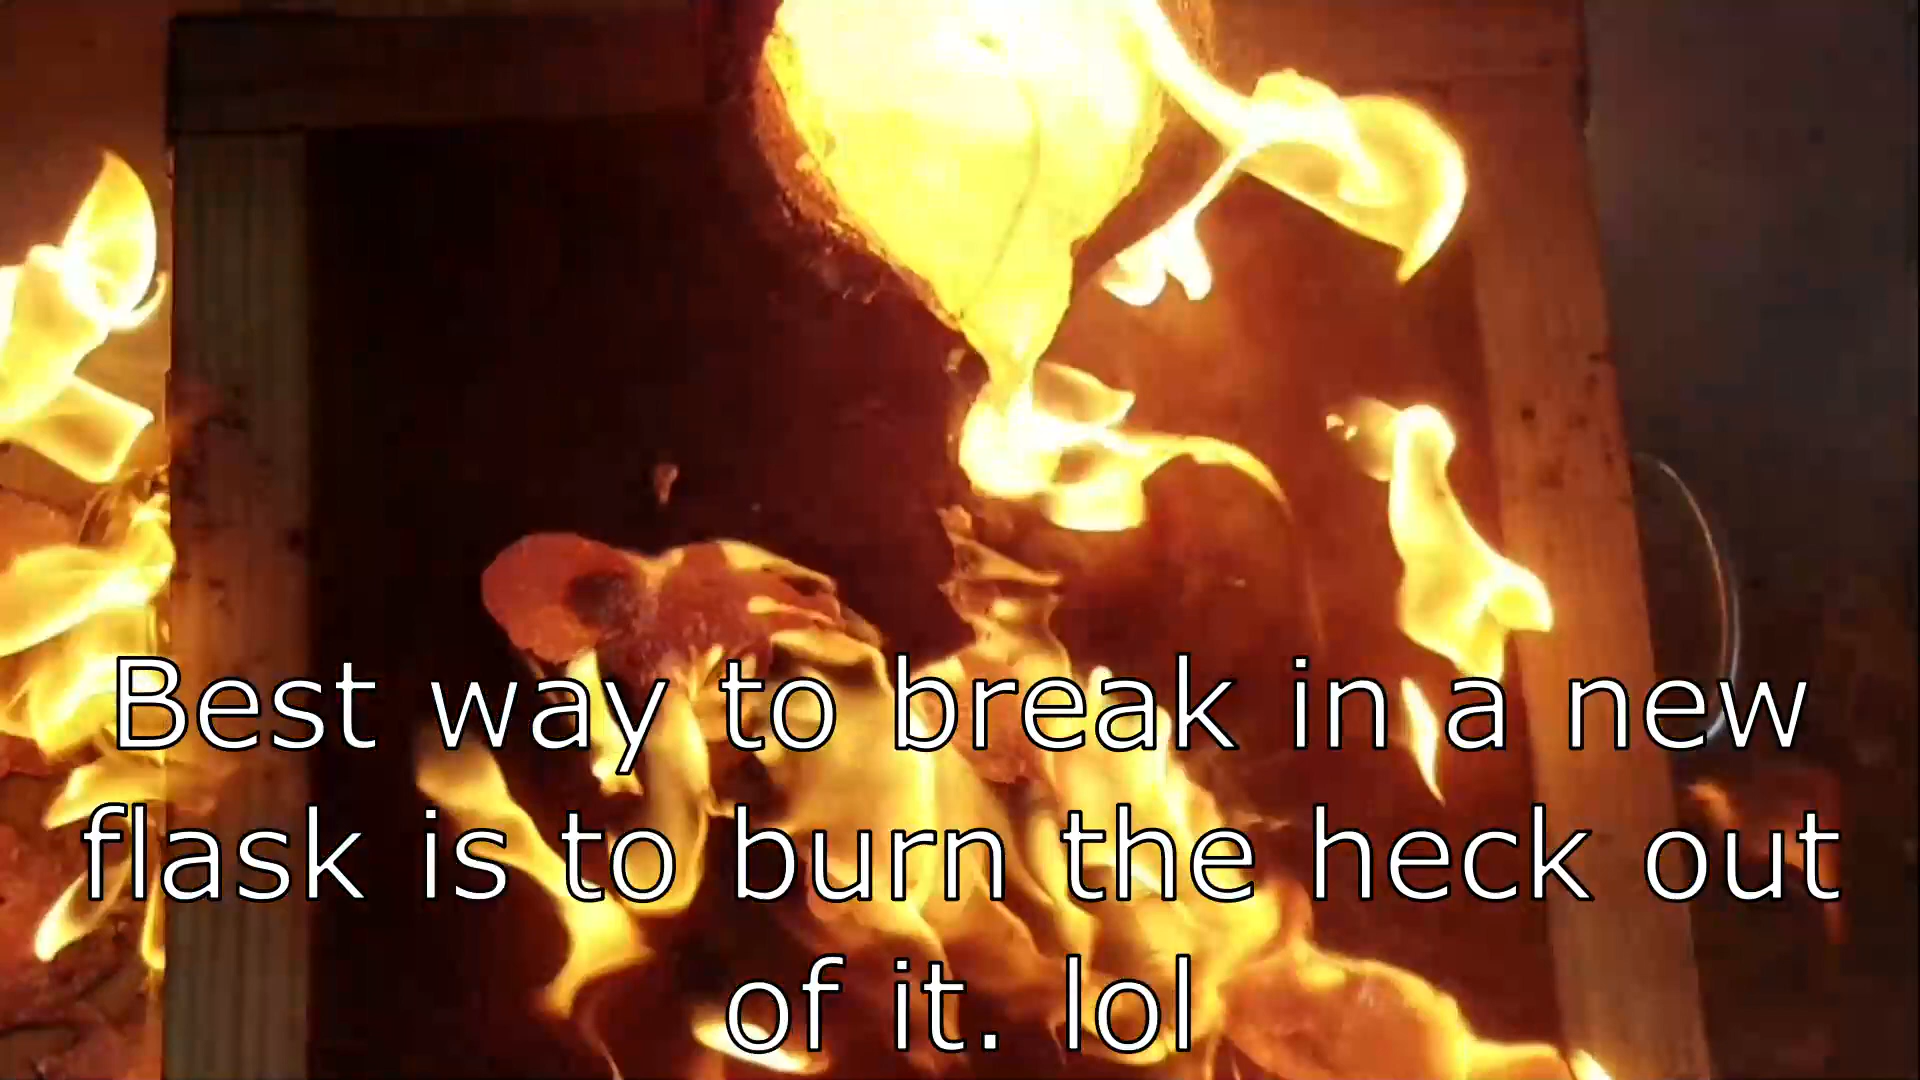 Best way to break in a new
flask is to burn the heck out
of it. lol